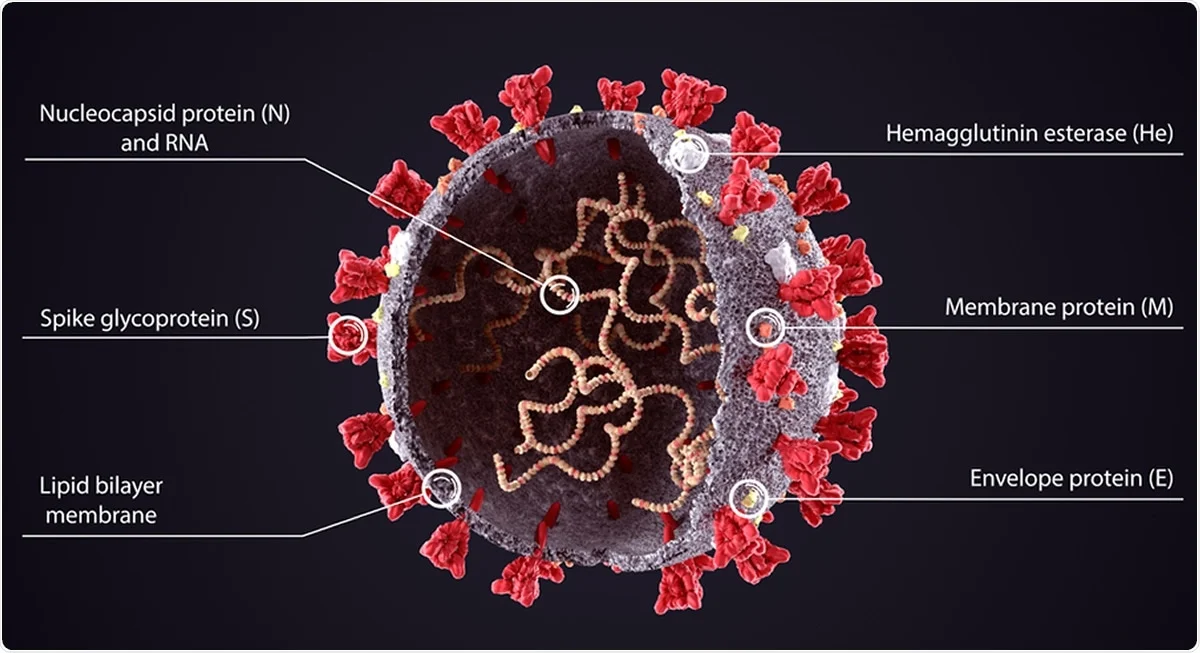 Nucleocapsid protein (N)
and RNA
Spike glycoprotein (S)
Lipid bilayer
membrane
Hemagglutinin esterase (He)
Membrane protein (M)
Envelope protein (E)